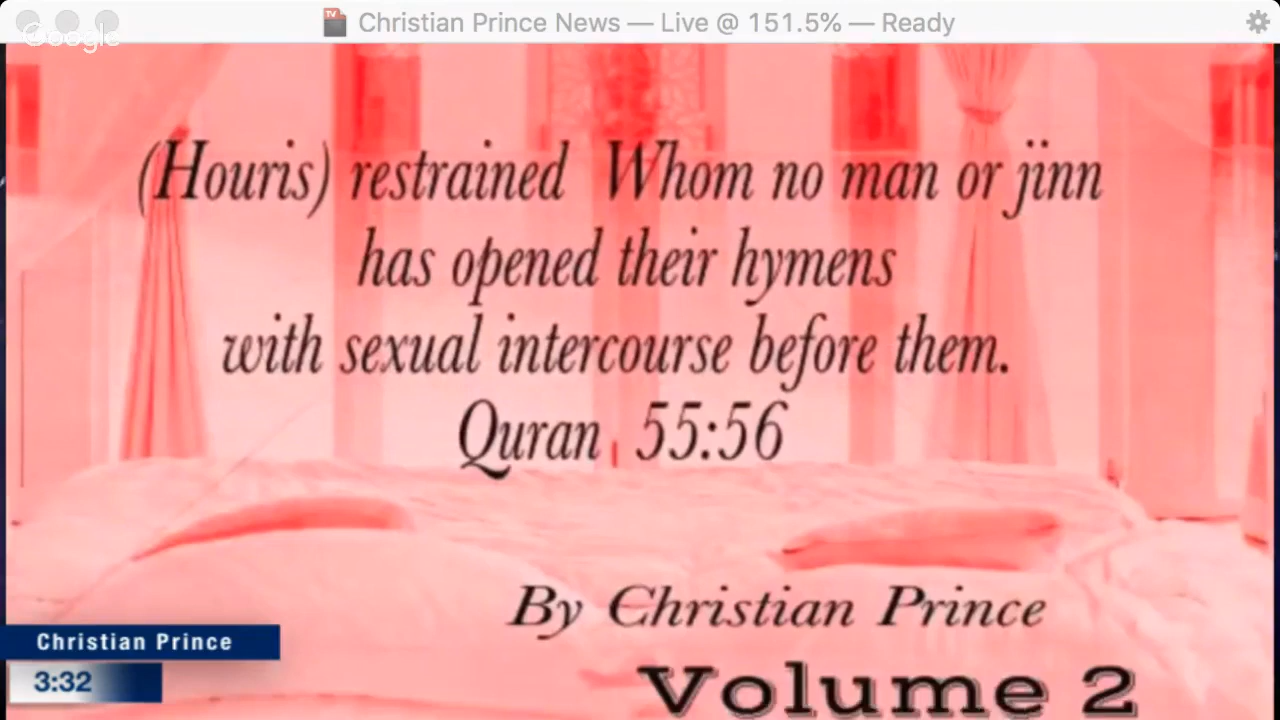 Christian Prince News — Live @ 151.5% — Ready
Google
(Houris) restrained Whom no man or jinn
has opened their hymens
with sexual intercourse before them.
Quran 55:56
By Christian Prince
Volume 2
Christian Prince
3:32